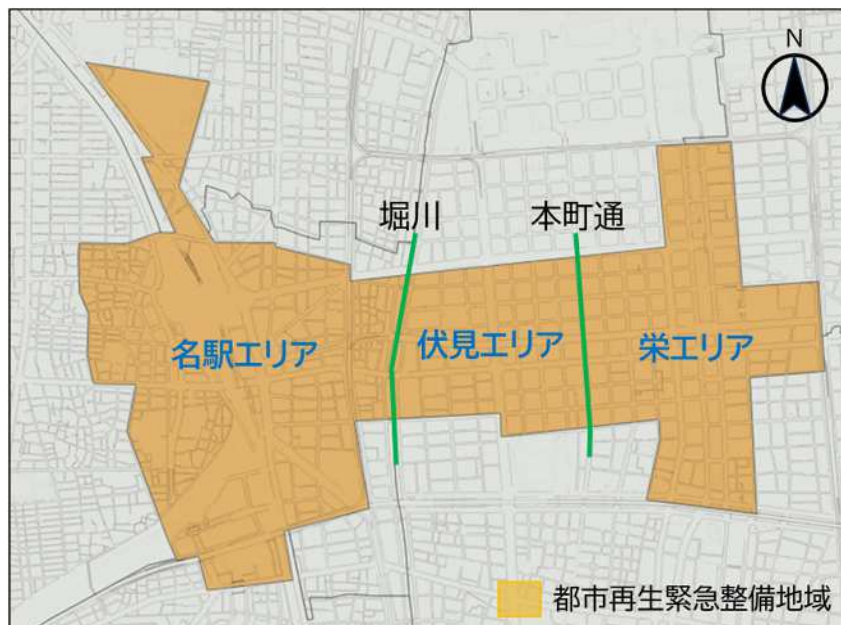 N
堀川
本町通
名駅エリア
伏見エリア
栄エリア
都市再生緊急整備地域